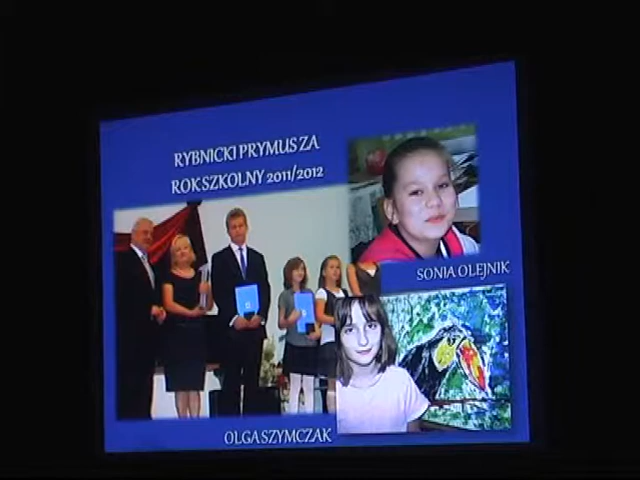 RYBNICKI PRYMUS ZA
ROK SZKOLNY 2011/2012
SONIA OLEJNIK
OLGA SZYMCZAK